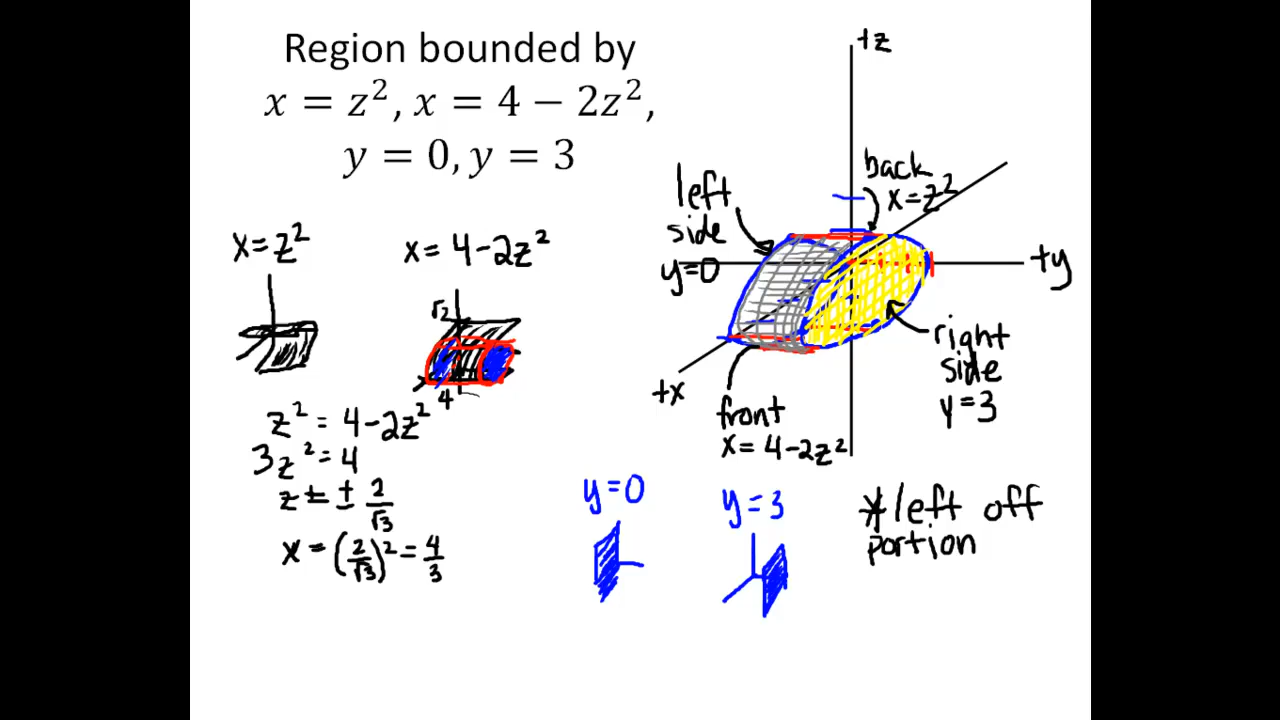 Region bounded by
x = z², x = 4 − 2z²,
y = 0, y = 3
x=z²
x= 4-2z²
√2
4
z² = 4-2z²
3z² = 4
z = ± 2/√3
x = (2/√3)² = 4/3
+z
back
x=z²
left
side
y=0
+y
+x
right
side
y=3
front
x=4-2z²
y=0
y=3
*left off
portion